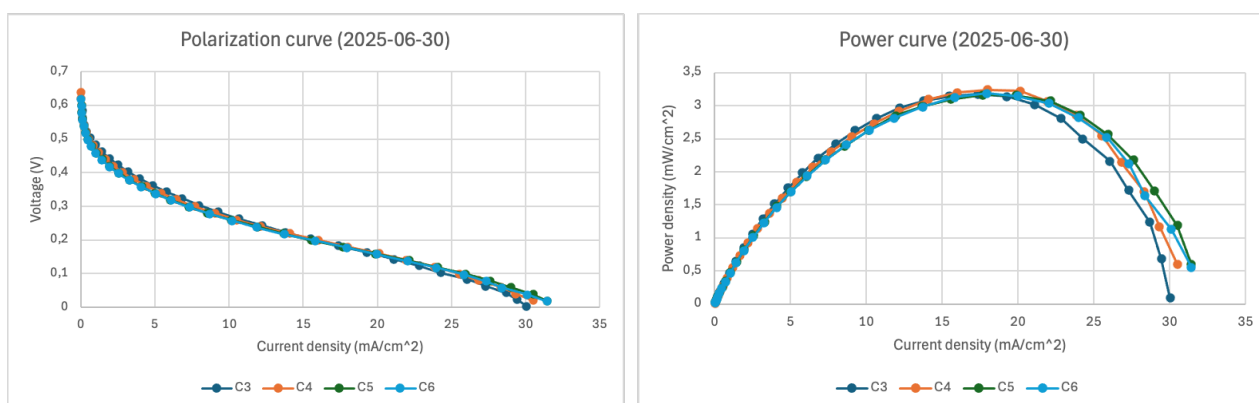 Polarization curve (2025-06-30)
Voltage (V)
0,7
0,6
0,5
0,4
0,3
0,2
0,1
0
0 5 10 15 20 25 30 35
Current density (mA/cm^2)
C3 C4 C5 C6
Power curve (2025-06-30)
Power density (mW/cm^2)
3,5
3
2,5
2
1,5
1
0,5
0
0 5 10 15 20 25 30 35
Current density (mA/cm^2)
C3 C4 C5 C6